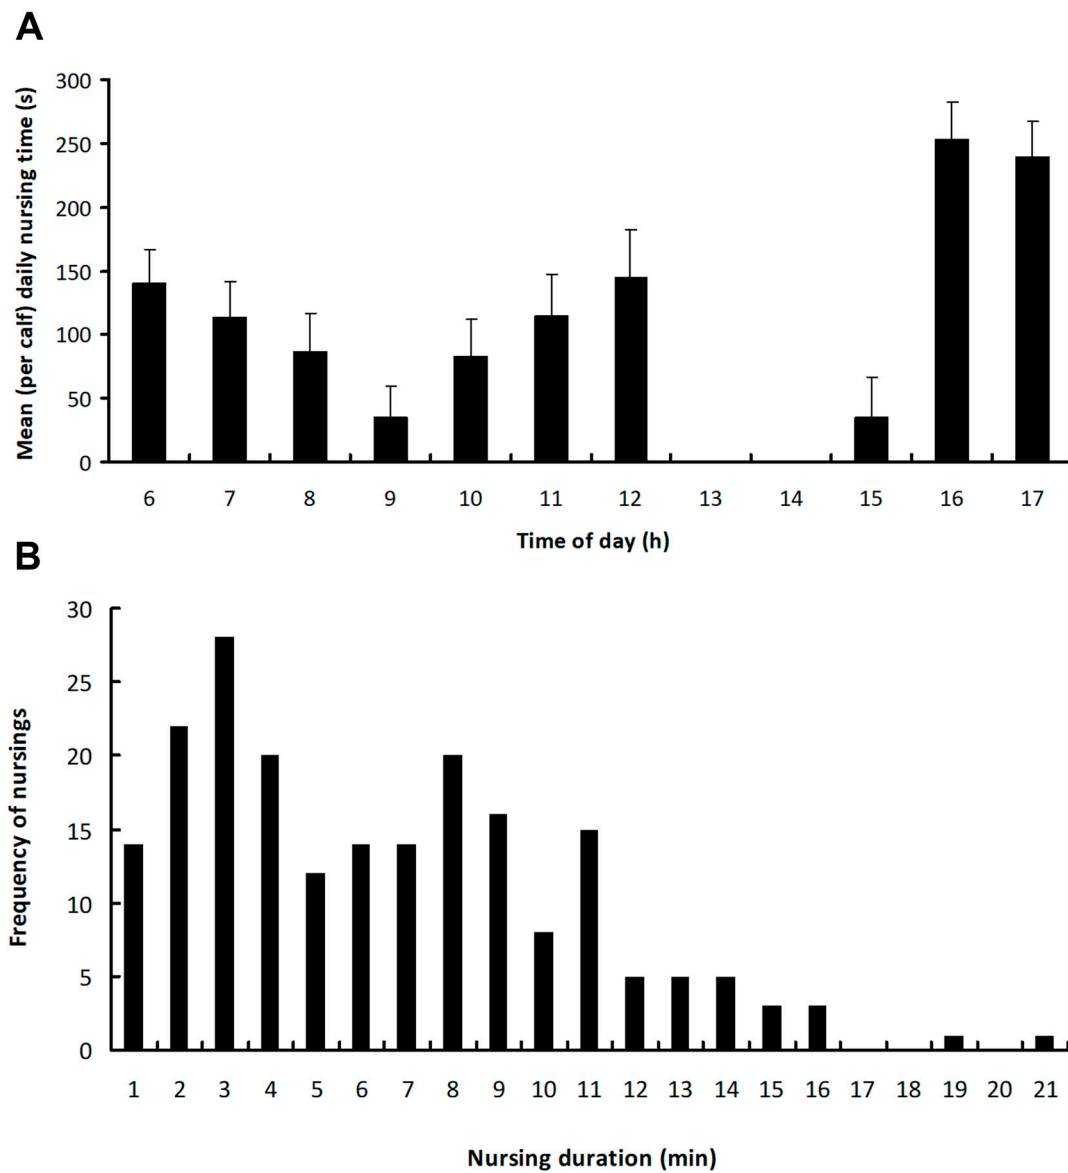 A
Mean (per calf) daily nursing time (s)
300
250
200
150
100
50
0
6 7 8 9 10 11 12 13 14 15 16 17
Time of day (h)
B
Frequency of nursings
30
25
20
15
10
5
0
1 2 3 4 5 6 7 8 9 10 11 12 13 14 15 16 17 18 19 20 21
Nursing duration (min)